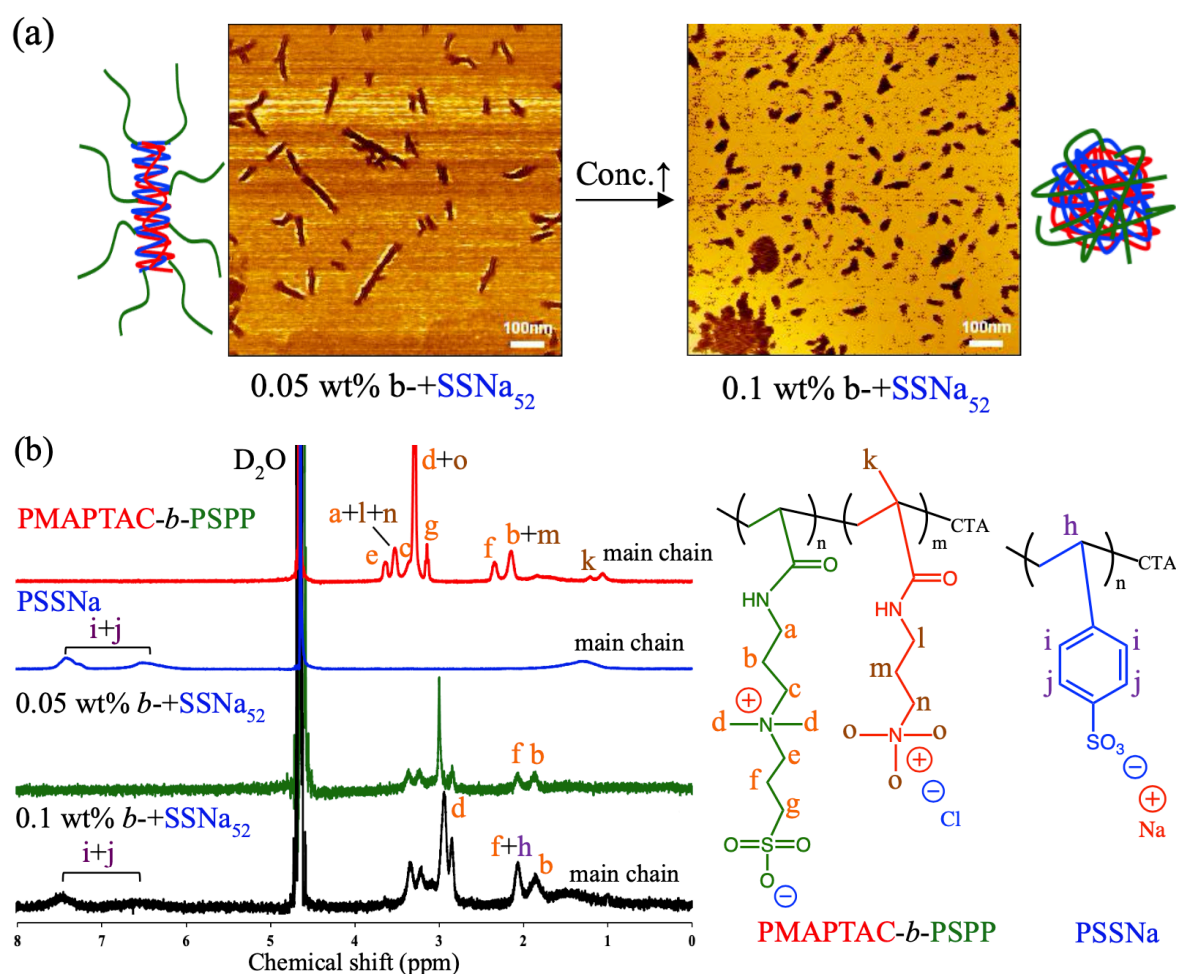 (a)
Conc.↑
100nm
100nm
0.05 wt% b-+SSNa52
0.1 wt% b-+SSNa52
(b)
D2O
d+o
PMAPTAC-b-PSPP
a+l+n
e
c
g
f
b+m
k
main chain
PSSNa
i+j
main chain
0.05 wt% b-+SSNa52
f b
0.1 wt% b-+SSNa52
d
i+j
f+h
b
main chain
8 7 6 5 4 3 2 1 0
Chemical shift (ppm)
k
n
m
CTA
O
O
HN
HN
a
l
b
m
c
n
+
d N d
o N o
o
+
− Cl
e
f
g
O S O
O
−
PMAPTAC-b-PSPP
h
n
CTA
i i
j j
SO3
−
+
Na
PSSNa